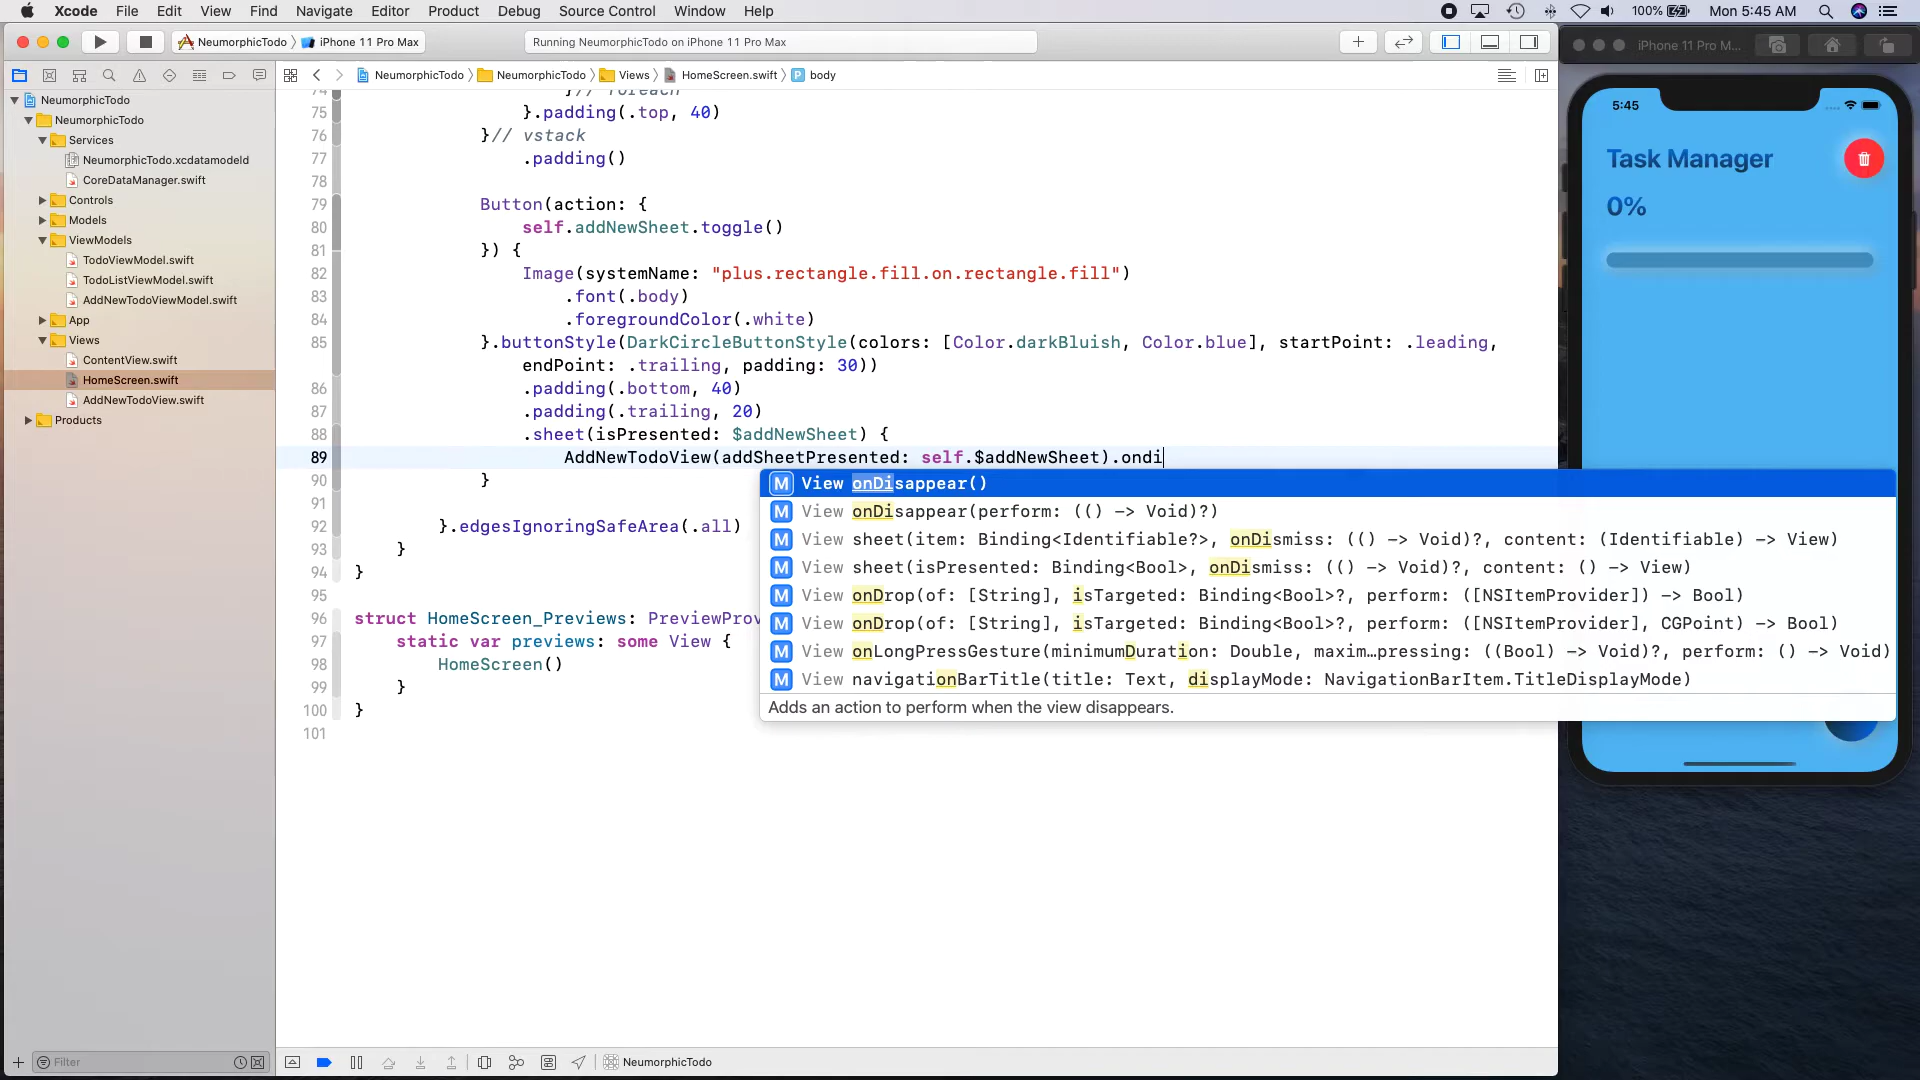 Xcode File Edit View Find Navigate Editor Product Debug Source Control Window Help
100% Mon 5:45 AM
NeumorphicTodo iPhone 11 Pro Max
Running NeumorphicTodo on iPhone 11 Pro Max
iPhone 11 Pro M...
NeumorphicTodo NeumorphicTodo Views HomeScreen.swift body
NeumorphicTodo
NeumorphicTodo
Services
NeumorphicTodo.xcdatamodeld
CoreDataManager.swift
Controls
Models
ViewModels
TodoViewModel.swift
TodoListViewModel.swift
AddNewTodoViewModel.swift
App
Views
ContentView.swift
HomeScreen.swift
AddNewTodoView.swift
Products
Filter
74 }// foreach
75 }.padding(.top, 40)
76 }// vstack
77 .padding()
78
79 Button(action: {
80 self.addNewSheet.toggle()
81 }) {
82 Image(systemName: "plus.rectangle.fill.on.rectangle.fill")
83 .font(.body)
84 .foregroundColor(.white)
85 }.buttonStyle(DarkCircleButtonStyle(colors: [Color.darkBluish, Color.blue], startPoint: .leading,
endPoint: .trailing, padding: 30))
86 .padding(.bottom, 40)
87 .padding(.trailing, 20)
88 .sheet(isPresented: $addNewSheet) {
89 AddNewTodoView(addSheetPresented: self.$addNewSheet).ondi
90 }
91
92 }.edgesIgnoringSafeArea(.all)
93 }
94 }
95
96 struct HomeScreen_Previews: PreviewProv
97 static var previews: some View {
98 HomeScreen()
99 }
100 }
101
M View onDisappear()
M View onDisappear(perform: (() -> Void)?)
M View sheet(item: Binding<Identifiable?>, onDismiss: (() -> Void)?, content: (Identifiable) -> View)
M View sheet(isPresented: Binding<Bool>, onDismiss: (() -> Void)?, content: () -> View)
M View onDrop(of: [String], isTargeted: Binding<Bool>?, perform: ([NSItemProvider]) -> Bool)
M View onDrop(of: [String], isTargeted: Binding<Bool>?, perform: ([NSItemProvider], CGPoint) -> Bool)
M View onLongPressGesture(minimumDuration: Double, maxim…pressing: ((Bool) -> Void)?, perform: () -> Void)
M View navigationBarTitle(title: Text, displayMode: NavigationBarItem.TitleDisplayMode)
Adds an action to perform when the view disappears.
NeumorphicTodo
5:45
Task Manager
0%